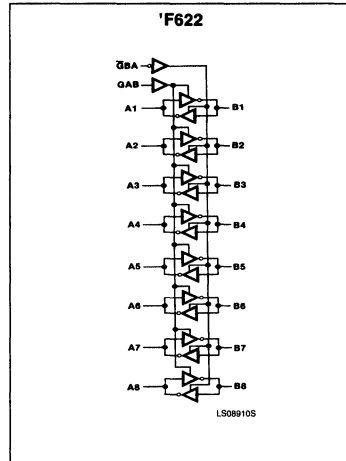 'F622
G̅BA
GAB
A1 B1
A2 B2
A3 B3
A4 B4
A5 B5
A6 B6
A7 B7
A8 B8
LS08910S